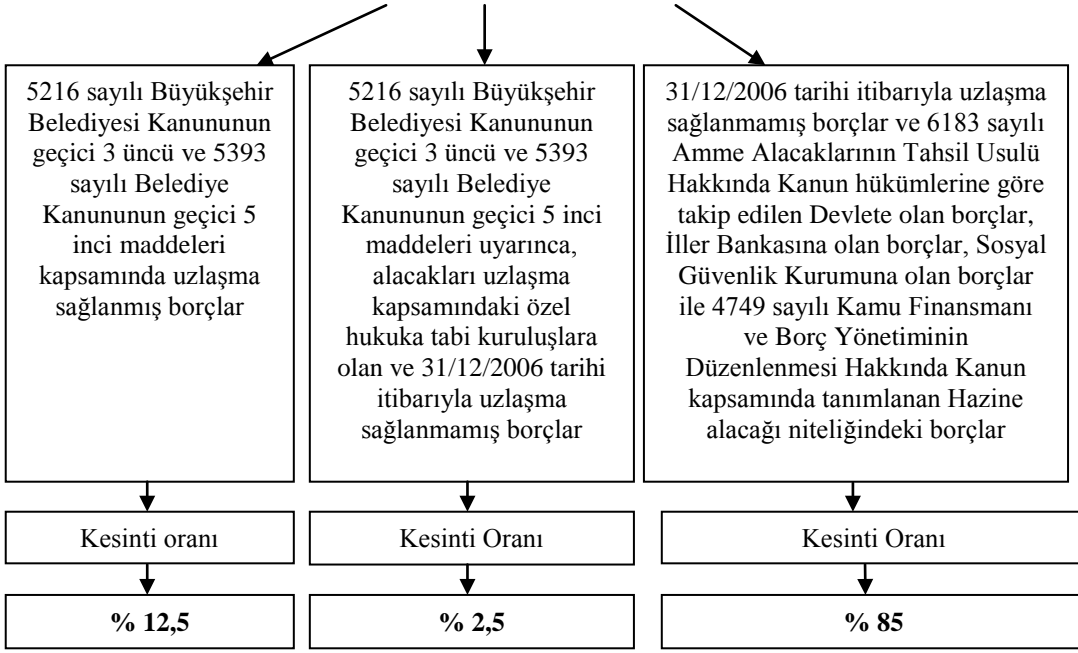 5216 sayılı Büyükşehir
Belediyesi Kanununun
geçici 3 üncü ve 5393
sayılı Belediye
Kanununun geçici 5
inci maddeleri
kapsamında uzlaşma
sağlanmış borçlar
5216 sayılı Büyükşehir
Belediyesi Kanununun
geçici 3 üncü ve 5393
sayılı Belediye
Kanununun geçici 5 inci
maddeleri uyarınca,
alacakları uzlaşma
kapsamındaki özel
hukuka tabi kuruluşlara
olan ve 31/12/2006 tarihi
itibarıyla uzlaşma
sağlanmamış borçlar
31/12/2006 tarihi itibarıyla uzlaşma
sağlanmamış borçlar ve 6183 sayılı
Amme Alacaklarının Tahsil Usulü
Hakkında Kanun hükümlerine göre
takip edilen Devlete olan borçlar,
İller Bankasına olan borçlar, Sosyal
Güvenlik Kurumuna olan borçlar
ile 4749 sayılı Kamu Finansmanı
ve Borç Yönetiminin
Düzenlenmesi Hakkında Kanun
kapsamında tanımlanan Hazine
alacağı niteliğindeki borçlar
Kesinti oranı
Kesinti Oranı
Kesinti Oranı
% 12,5
% 2,5
% 85